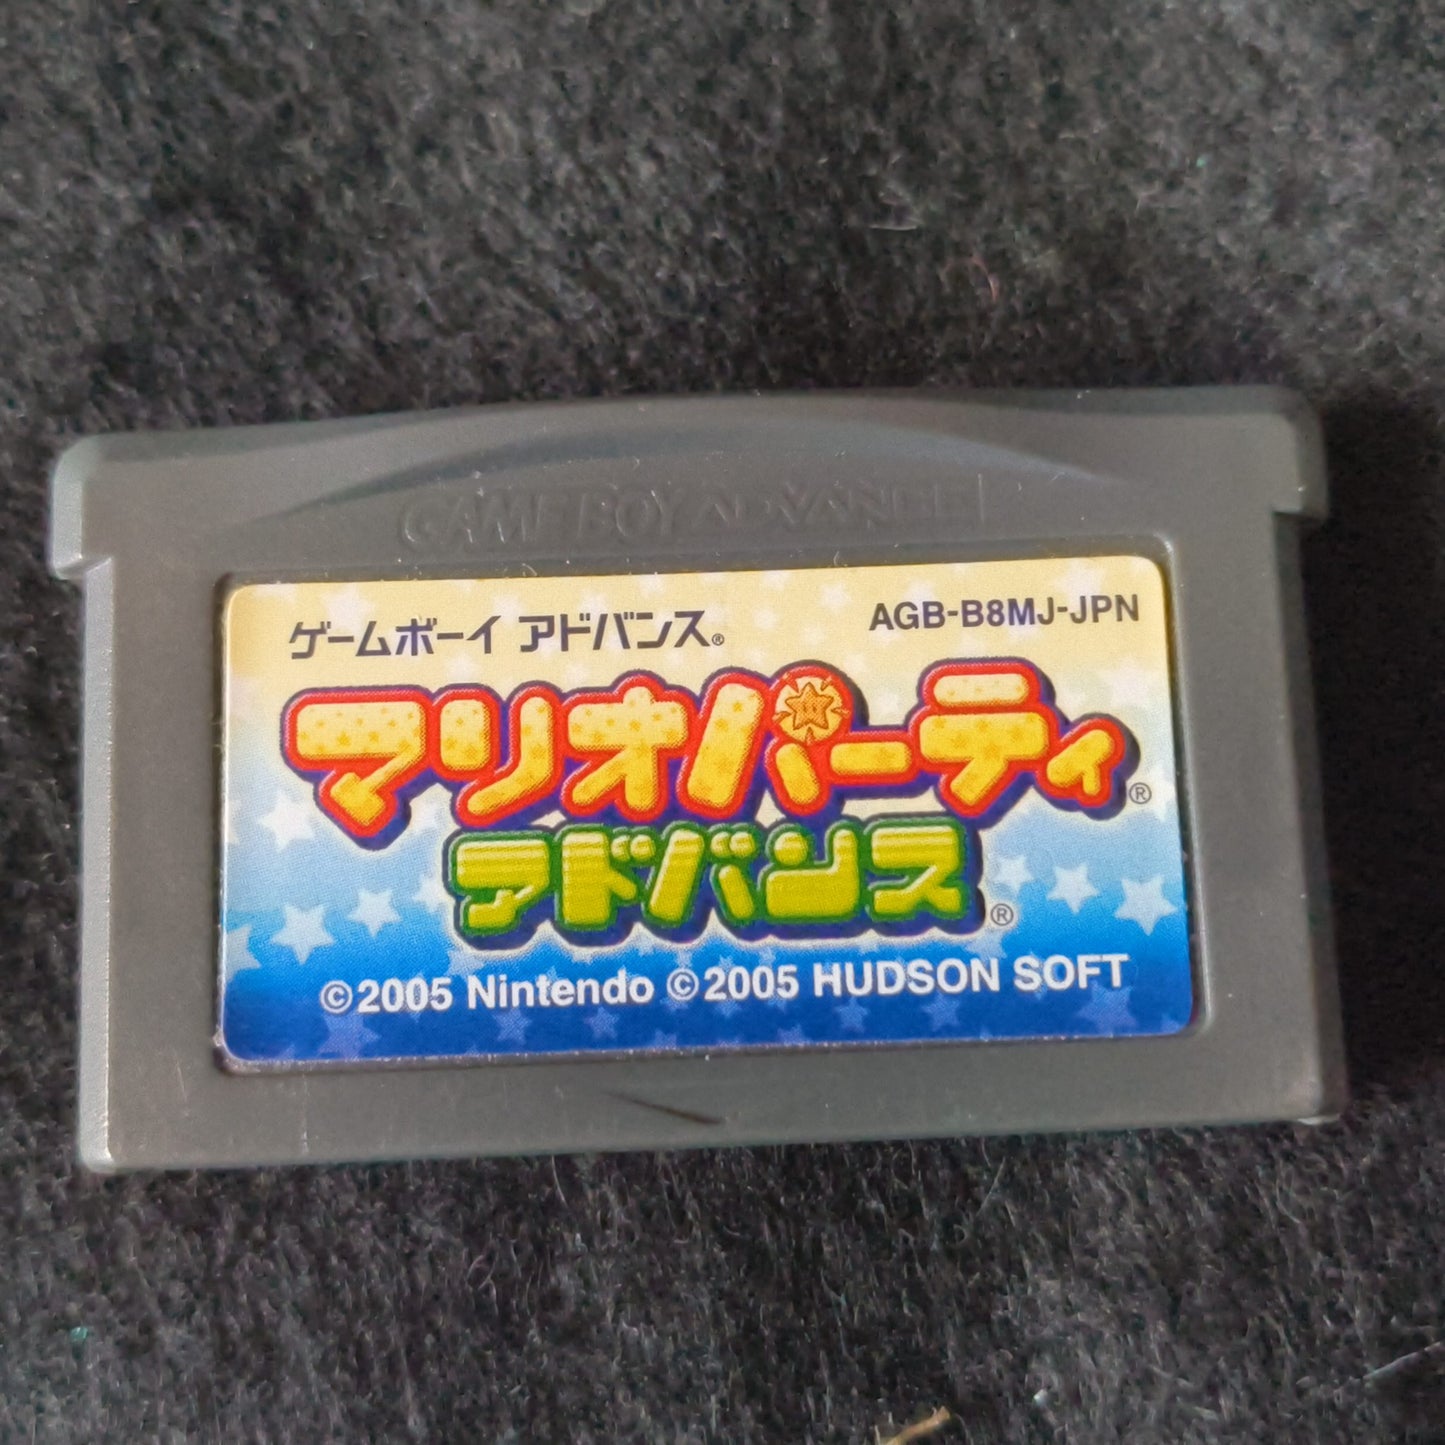 GAME BOY ADVANCE
ゲームボーイ アドバンス®
AGB-B8MJ-JPN
マリオパーティ®
アドバンス®
©2005 Nintendo ©2005 HUDSON SOFT